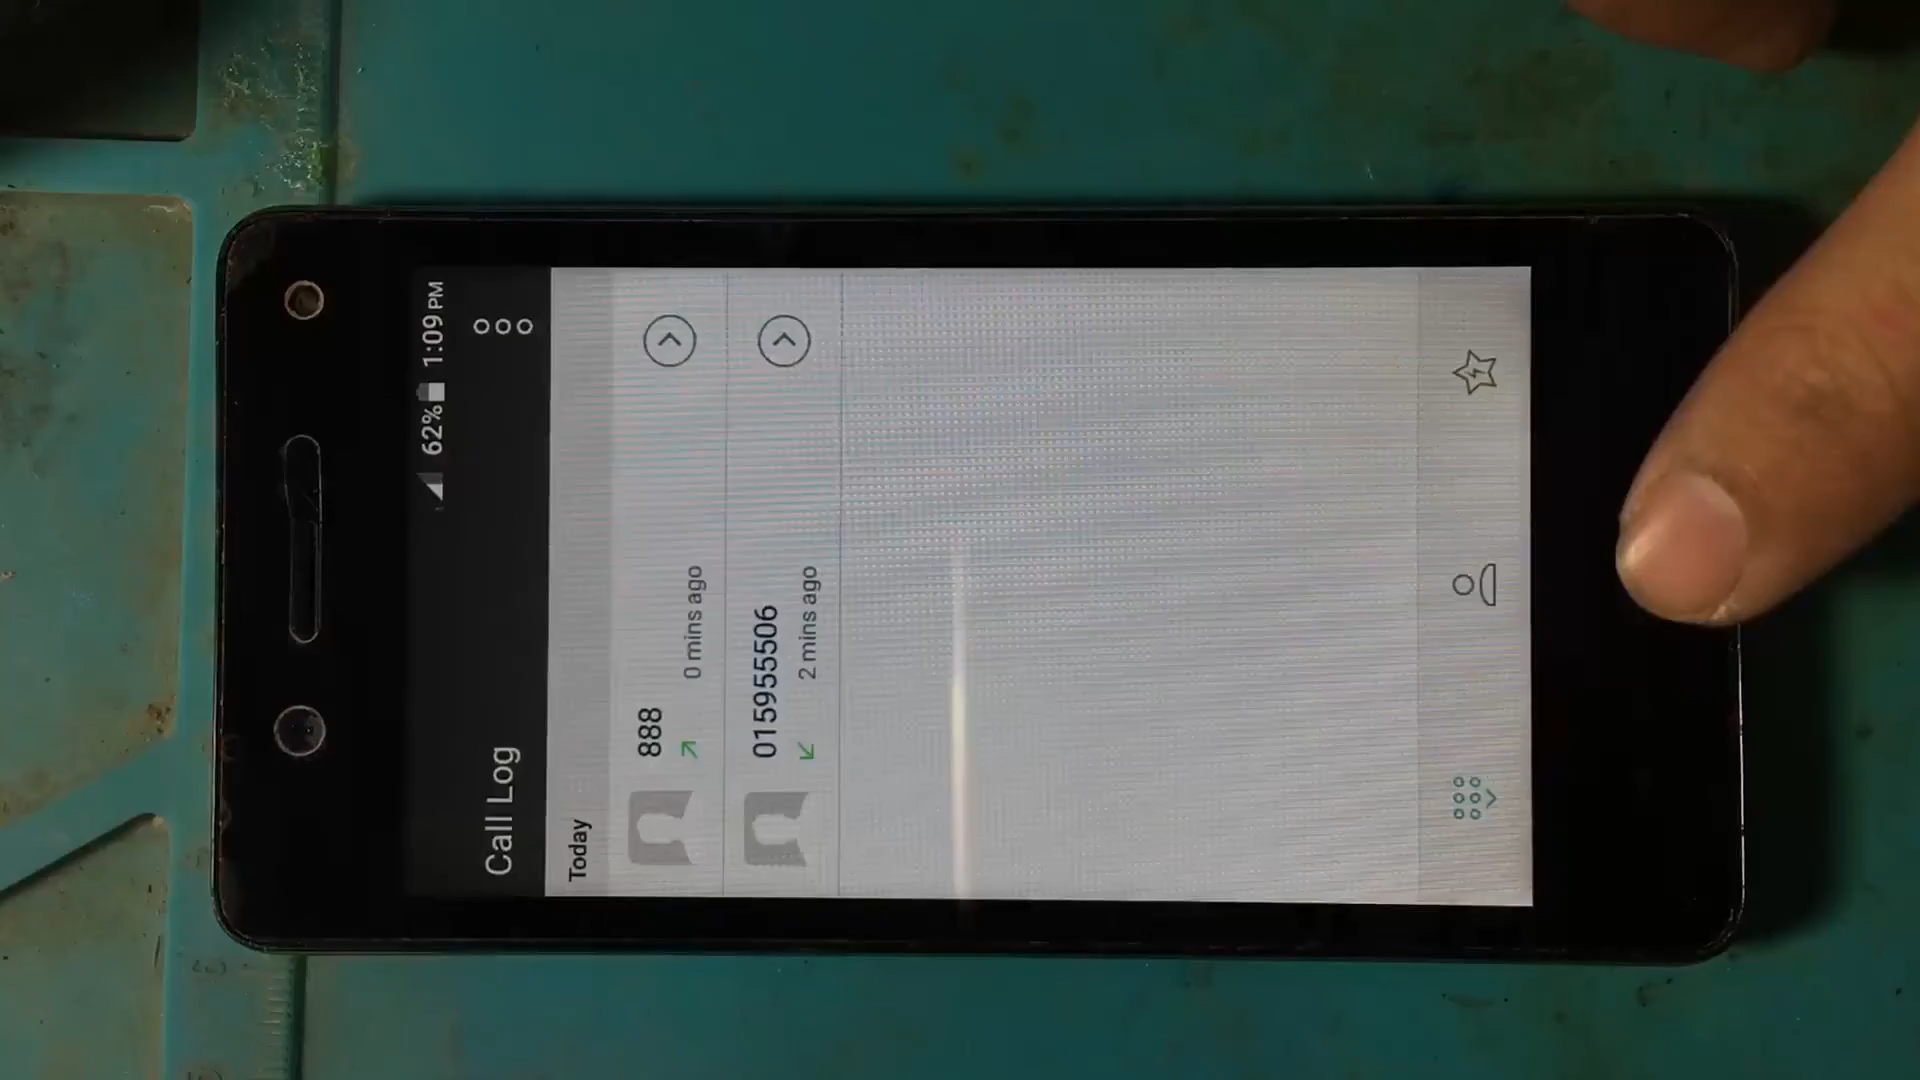 62% 1:09 PM
Call Log
Today
888
0 mins ago
015955506
2 mins ago